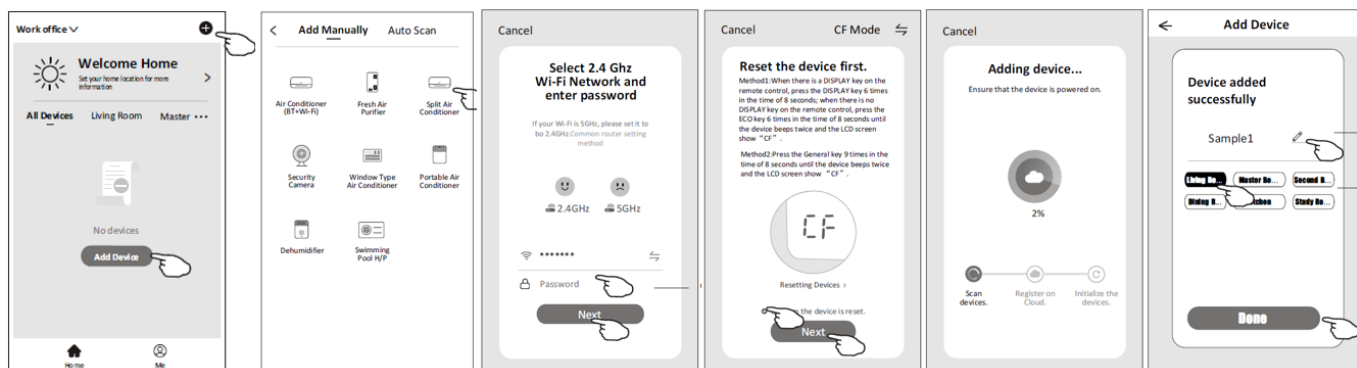 Work office
Welcome Home
Set your home location for more
information
All Devices Living Room Master •••
No devices
Add Device
Home Me
Add Manually Auto Scan
Air Conditioner
(BT+Wi-Fi)
Fresh Air
Purifier
Split Air
Conditioner
Security
Camera
Window Type
Air Conditioner
Portable Air
Conditioner
Dehumidifier
Swimming
Pool H/P
Cancel
Select 2.4 Ghz
Wi-Fi Network and
enter password
If your Wi-Fi is 5GHz, please set it to
bo 2.4GHz.Common router setting
method
2.4GHz 5GHz
•••••••
Password
Next
Cancel CF Mode
Reset the device first.
Method1:When there is a DISPLAY key on the
remote control, press the DISPLAY key 6 times
in the time of 8 seconds; when there is no
DISPLAY key on the remote control, press the
ECO key 6 times in the time of 8 seconds until
the device beeps twice and the LCD screen
show “CF” .
Method2:Press the General key 9 times in the
time of 8 seconds until the device beeps twice
and the LCD screen show “CF” .
CF
Resetting Devices >
the device is reset.
Next
Cancel
Adding device...
Ensure that the device is powered on.
2%
Scan
devices.
Register on
Cloud.
Initialize the
devices.
Add Device
Device added
successfully
Sample1
Living Ro... Master Be... Second B...
Dining R... Study Ro...
Done